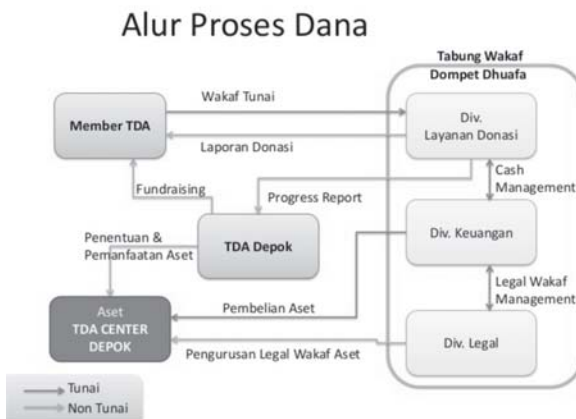 Alur Proses Dana
Tabung Wakaf
Dompet Dhuafa
Wakaf Tunai
Member TDA
Div.
Layanan Donasi
Laporan Donasi
Fundraising
Progress Report
Cash
Management
Penentuan &
Pemanfaatan Aset
TDA Depok
Div. Keuangan
Legal Wakaf
Management
Aset
TDA CENTER
DEPOK
Pembelian Aset
Div. Legal
Pengurusan Legal Wakaf Aset
Tunai
Non Tunai